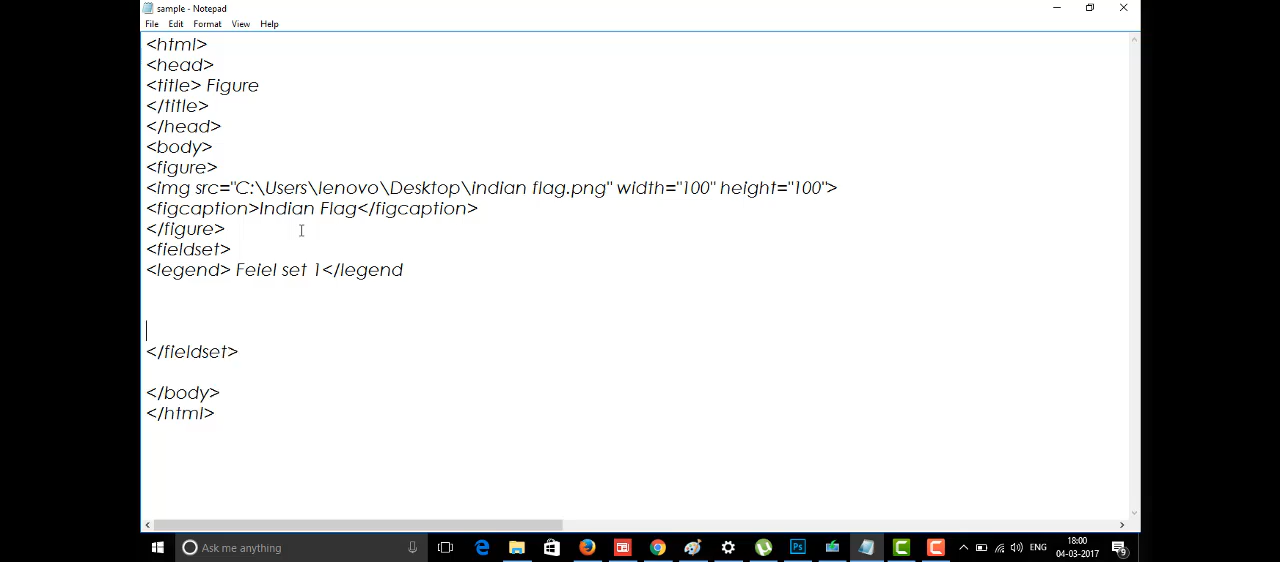 sample - Notepad
File Edit Format View Help
<html>
<head>
<title> Figure
</title>
</head>
<body>
<figure>
<img src="C:\Users\lenovo\Desktop\indian flag.png" width="100" height="100">
<figcaption>Indian Flag</figcaption>
</figure>
<fieldset>
<legend> Feiel set 1</legend
</fieldset>
</body>
</html>
Ask me anything
Ps
ENG
18:00
04-03-2017
9